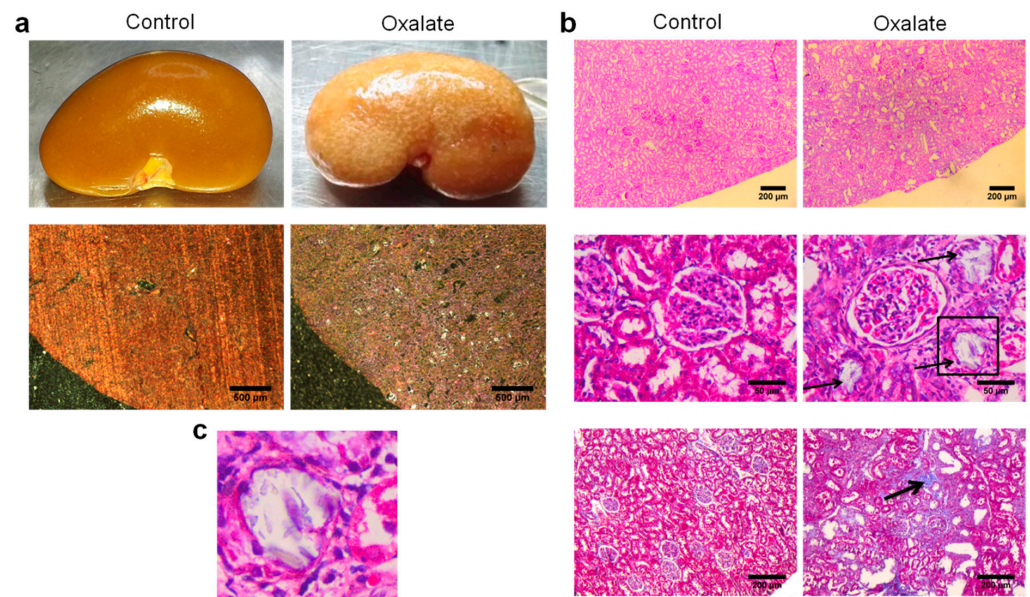 a
Control
Oxalate
500 µm
500 µm
b
Control
Oxalate
200 µm
200 µm
50 µm
50 µm
200 µm
200 µm
c